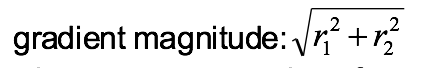 gradient magnitude: √(r₁² + r₂²)